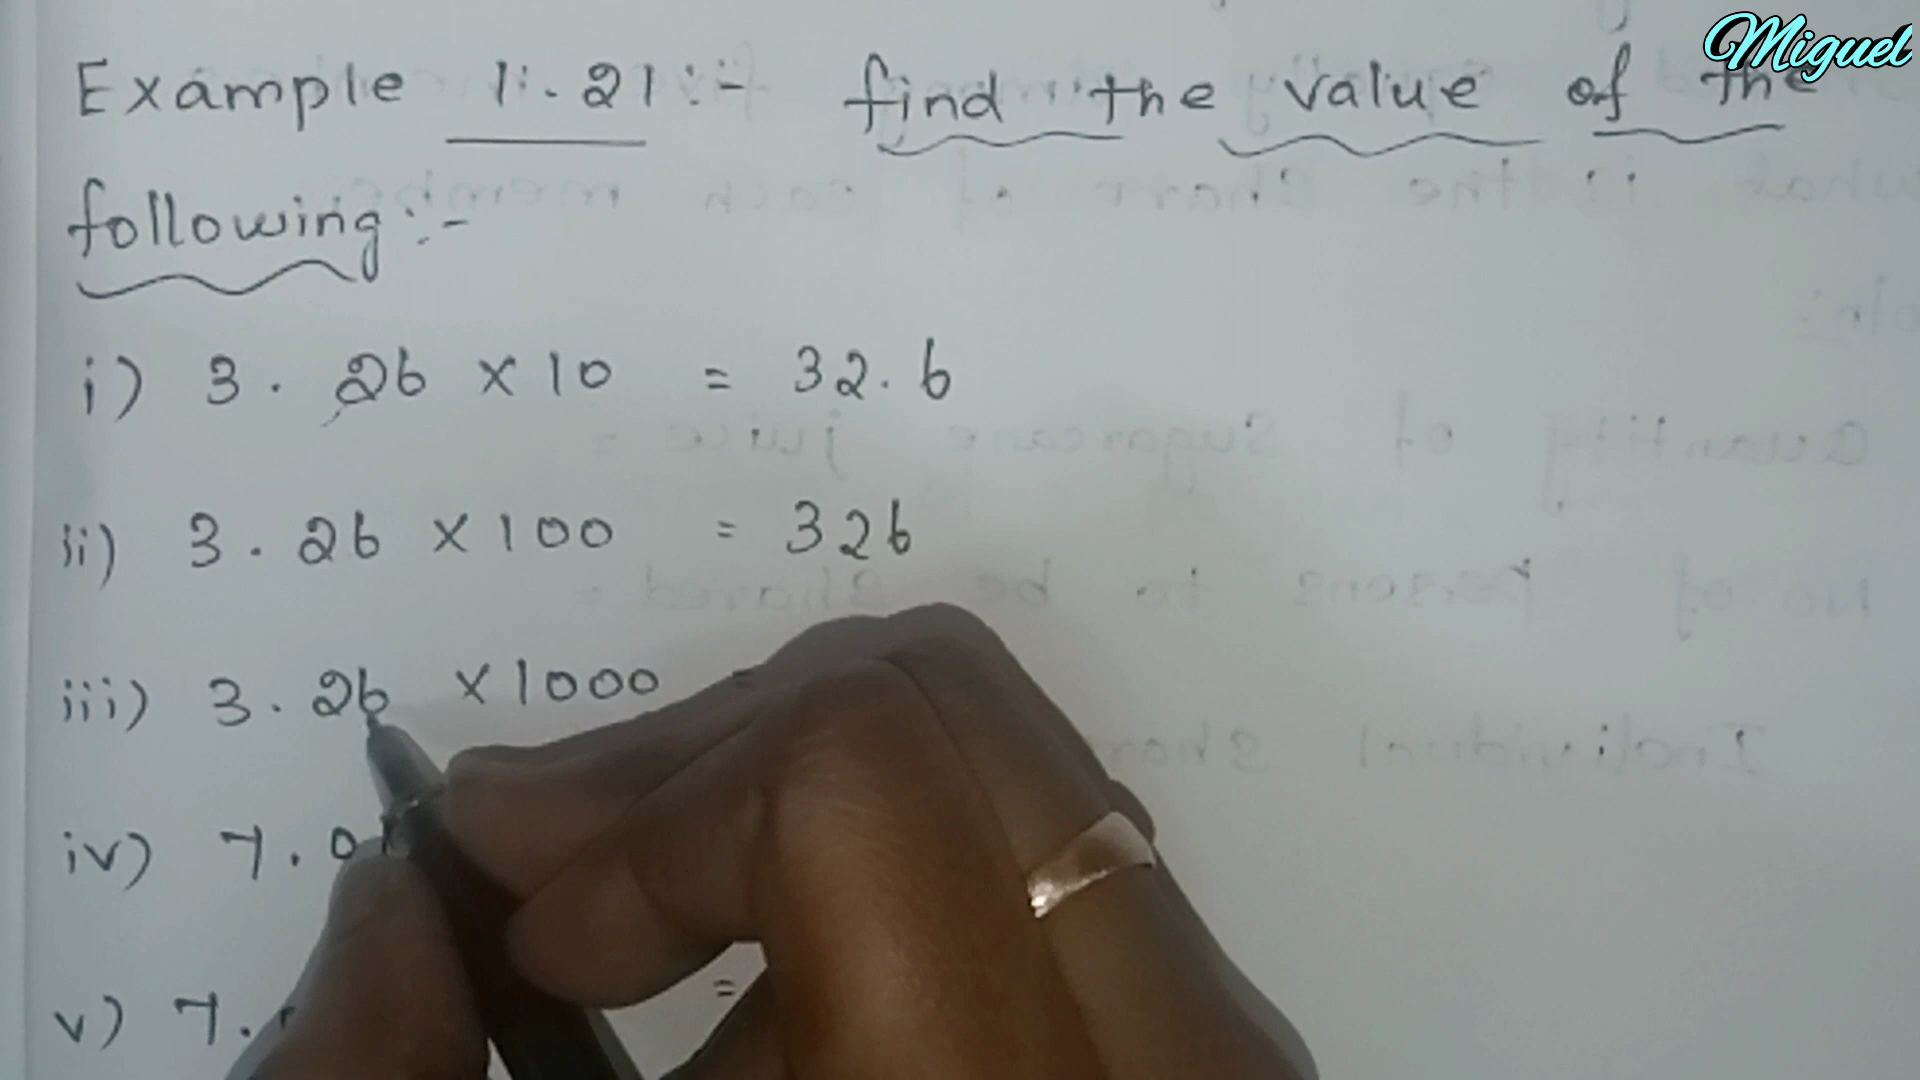 Miguel
Example 1.21:- find the value of the
following:-
i) 3.26 × 10 = 32.6
ii) 3.26 × 100 = 326
iii) 3.26 × 1000 =
iv) 7.0
v) 7. =